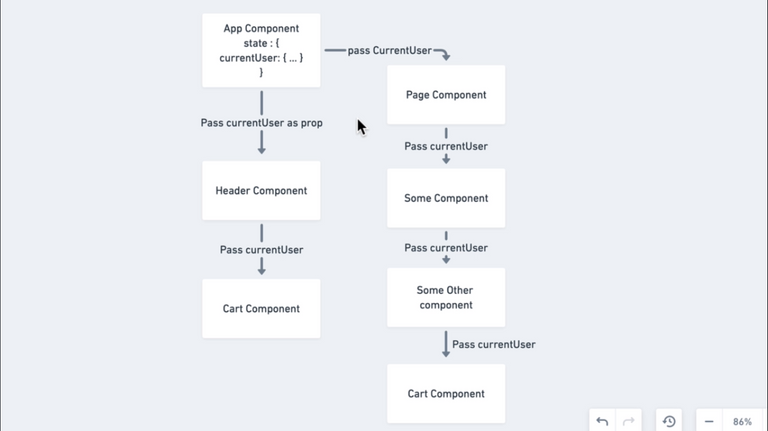 App Component
state : {
currentUser: { ... }
}
pass CurrentUser
Page Component
Pass currentUser as prop
Pass currentUser
Header Component
Some Component
Pass currentUser
Pass currentUser
Cart Component
Some Other
component
Pass currentUser
Cart Component
86%